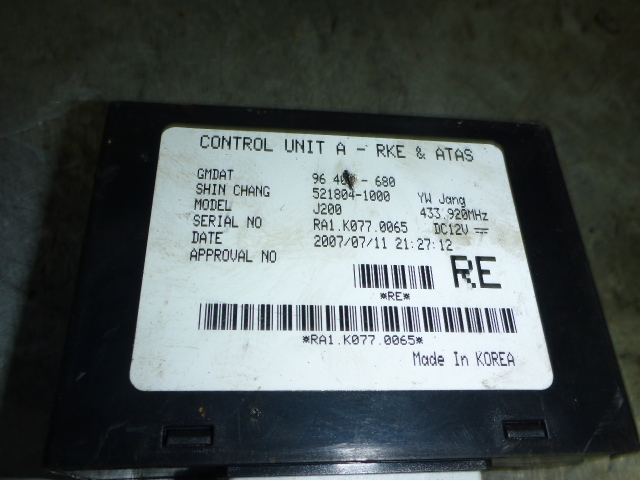 CONTROL UNIT A - RKE & ATAS
GMDAT 96 - 680
SHIN CHANG 521804-1000 YW Jang
MODEL J200 433.920MHz
SERIAL NO RA1.K077.0065 DC12V
DATE 2007/07/11 21:27:12
APPROVAL NO
RE
*RE*
*RA1.K077.0065*
Made In KOREA